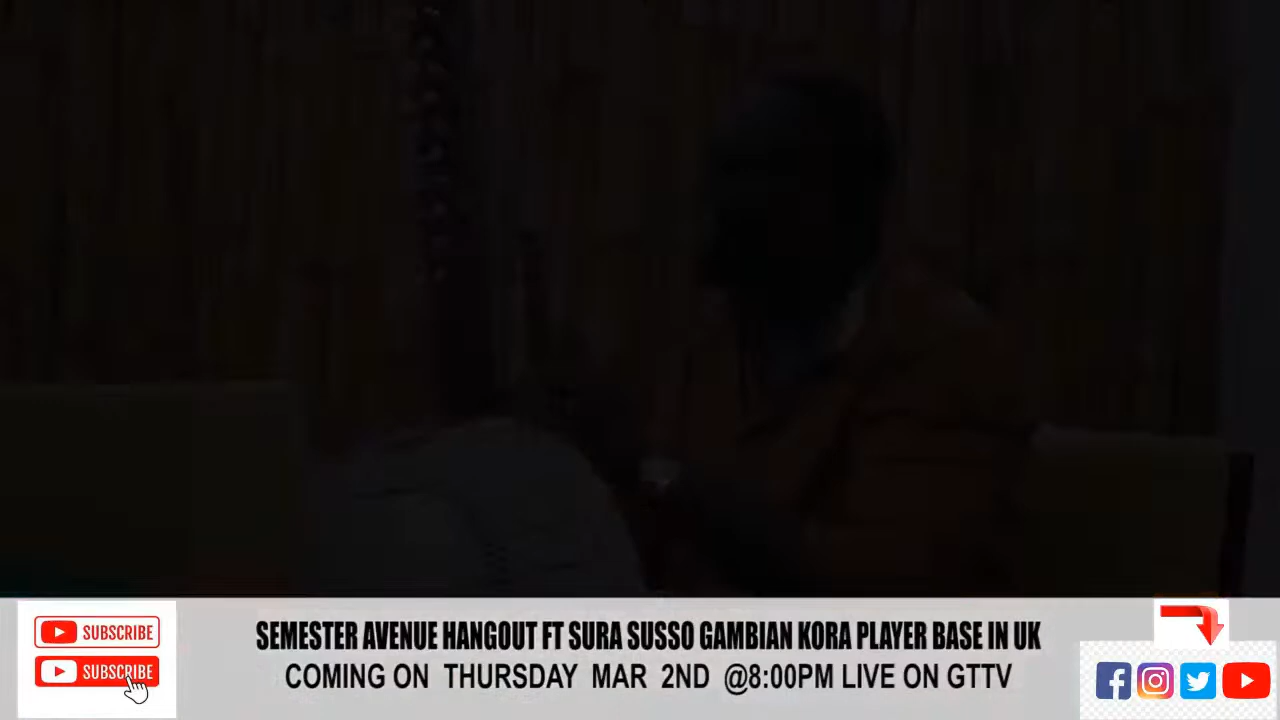 SUBSCRIBE
SUBSCRIBE
SEMESTER AVENUE HANGOUT FT SURA SUSSO GAMBIAN KORA PLAYER BASE IN UK
COMING ON THURSDAY MAR 2ND @8:00PM LIVE ON GTTV